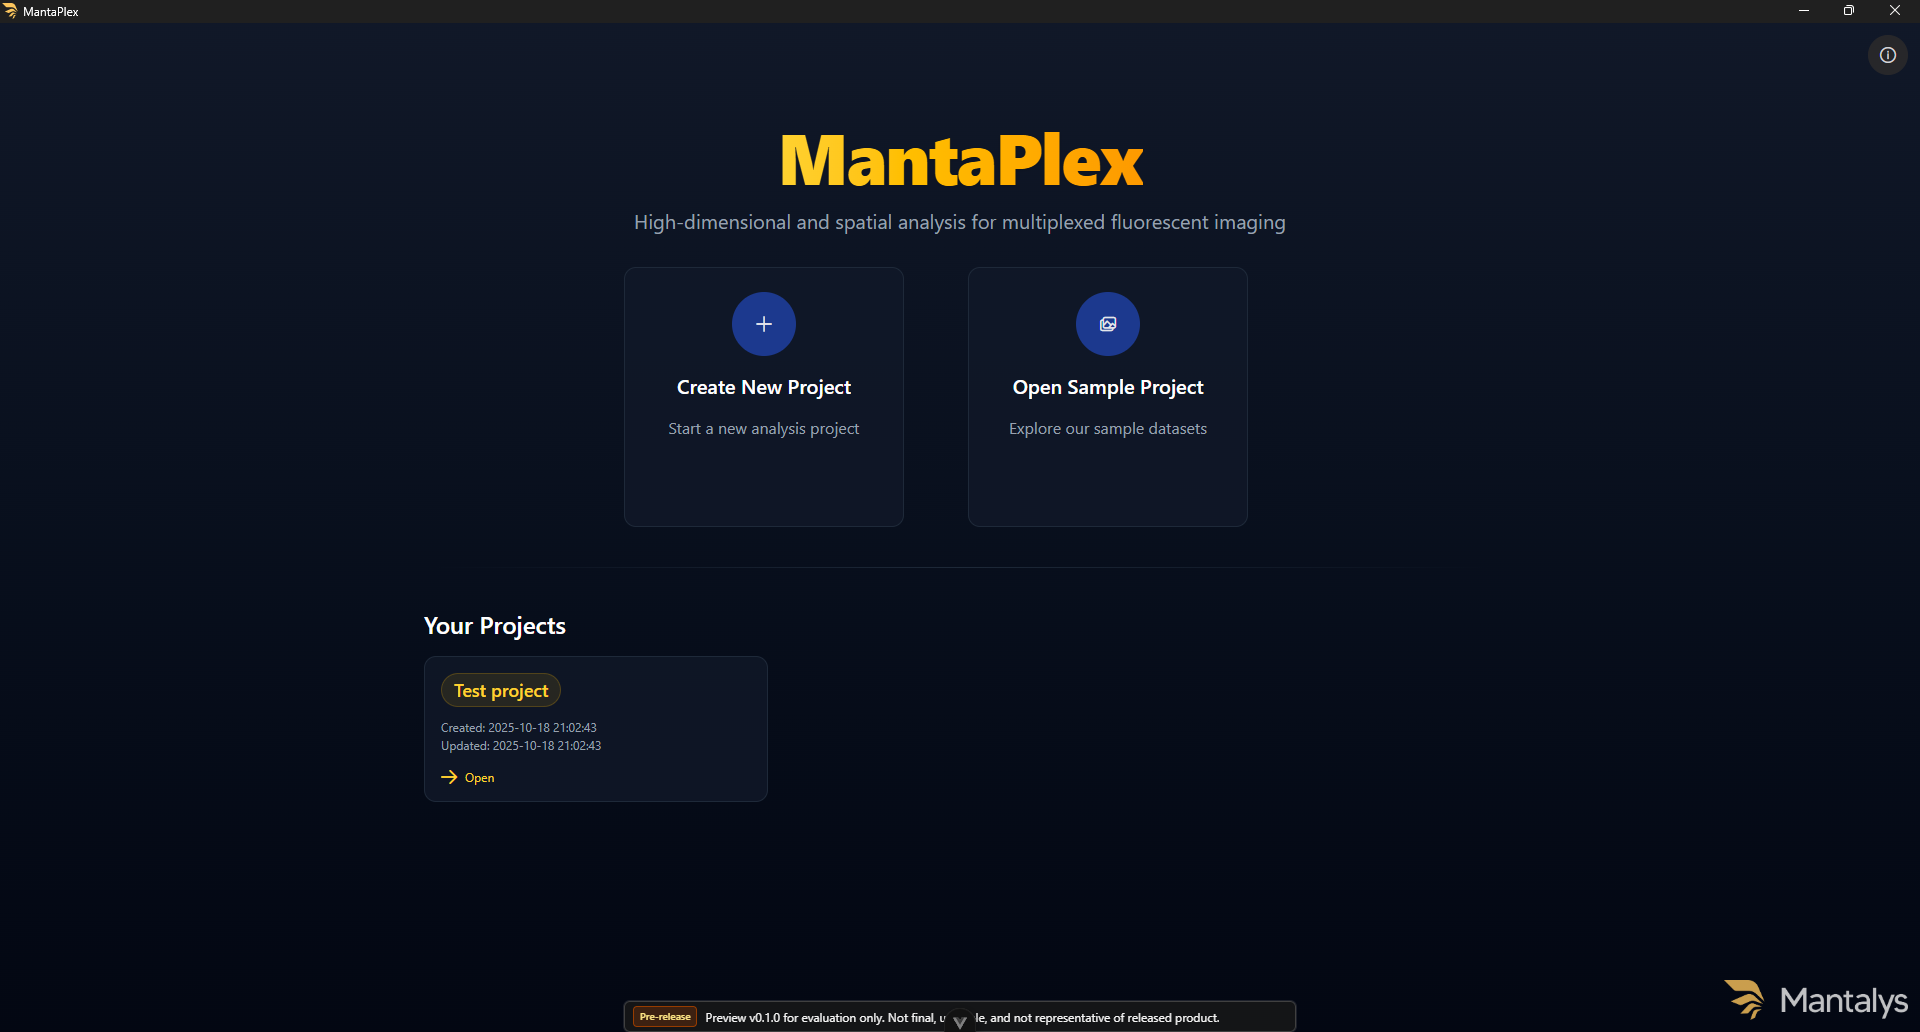 MantaPlex
MantaPlex
High-dimensional and spatial analysis for multiplexed fluorescent imaging
Create New Project
Start a new analysis project
Open Sample Project
Explore our sample datasets
Your Projects
Test project
Created: 2025-10-18 21:02:43
Updated: 2025-10-18 21:02:43
Open
Pre-release Preview v0.1.0 for evaluation only. Not final, and not representative of released product.
Mantalys